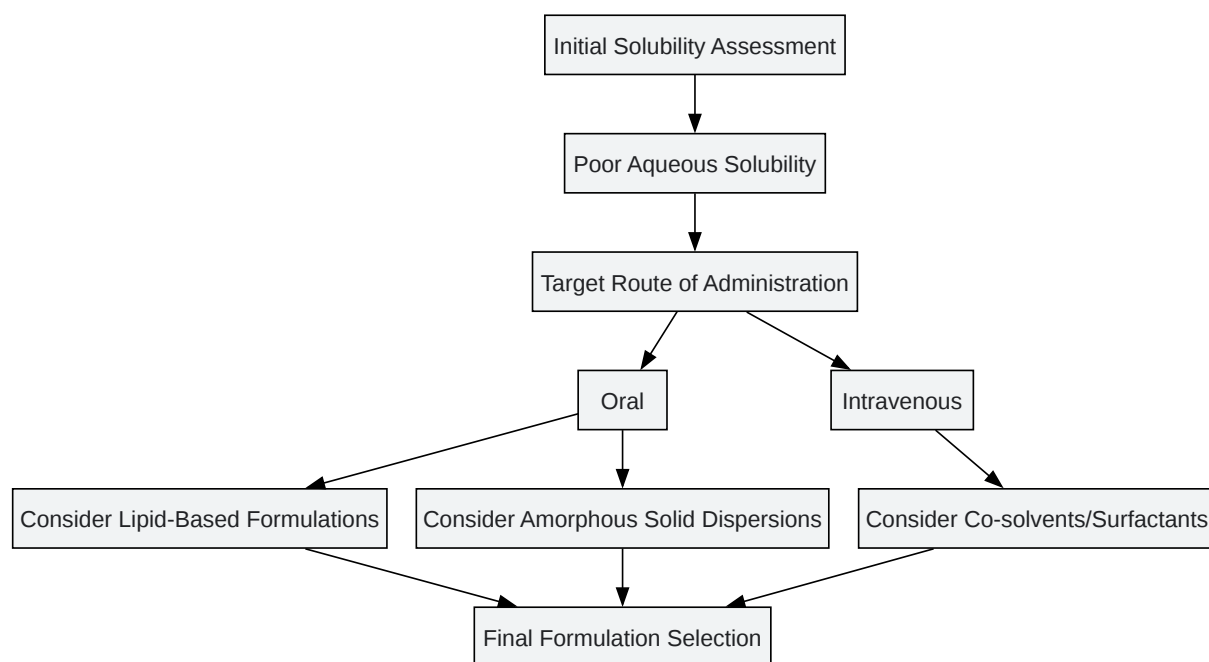 Initial Solubility Assessment
Poor Aqueous Solubility
Target Route of Administration
Oral
Intravenous
Consider Lipid-Based Formulations
Consider Amorphous Solid Dispersions
Consider Co-solvents/Surfactants
Final Formulation Selection